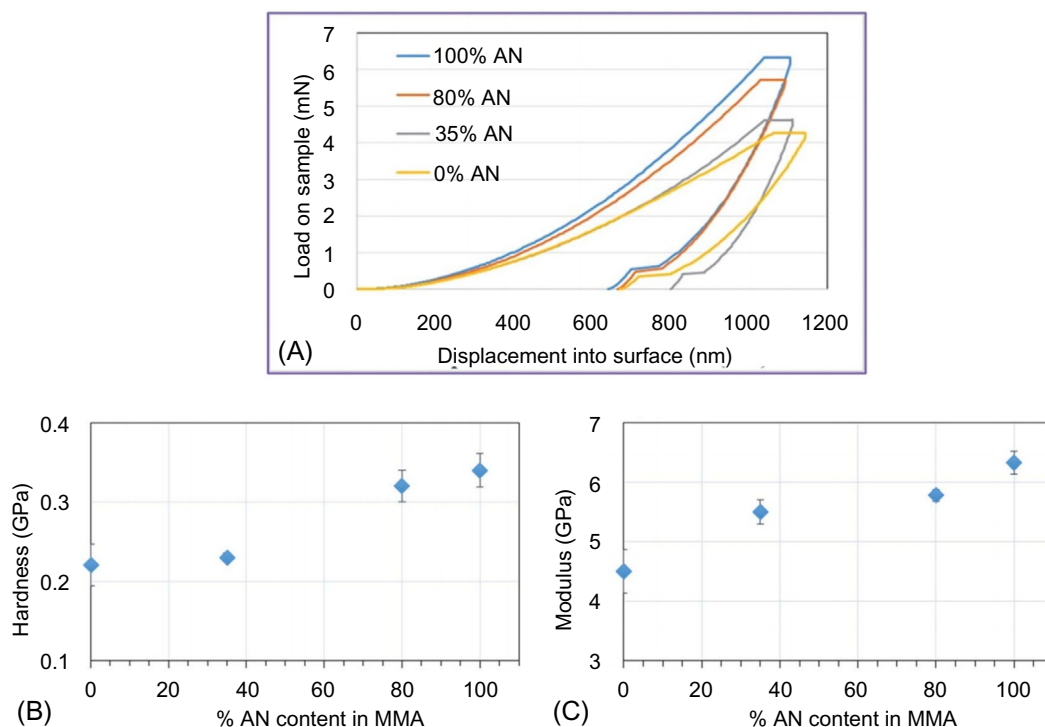 7
6
5
4
3
2
1
0
Load on sample (mN)
100% AN
80% AN
35% AN
0% AN
0 200 400 600 800 1000 1200
(A)
Displacement into surface (nm)
0.4
0.3
0.2
0.1
Hardness (GPa)
0 20 40 60 80 100
(B)
% AN content in MMA
7
6
5
4
3
Modulus (GPa)
0 20 40 60 80 100
(C)
% AN content in MMA